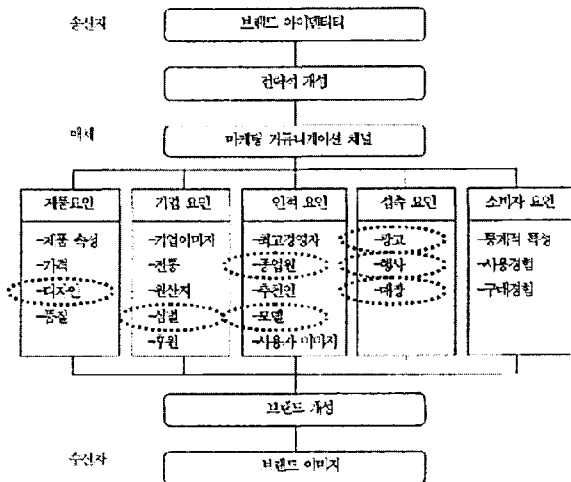 송신자
브랜드 아이덴티티
전략적 개성
매체
마케팅 커뮤니케이션 채널
제품요인
-제품 속성
-가격
-디자인
-품질
기업 요인
-기업이미지
-전통
-원산지
-심벌
-후원
인적 요인
-최고경영자
-종업원
-추천인
-모델
-사용자 이미지
접촉 요인
-광고
-행사
-매장
소비자 요인
-통계적 특성
-사용경험
-구매경험
브랜드 개성
수신자
브랜드 이미지